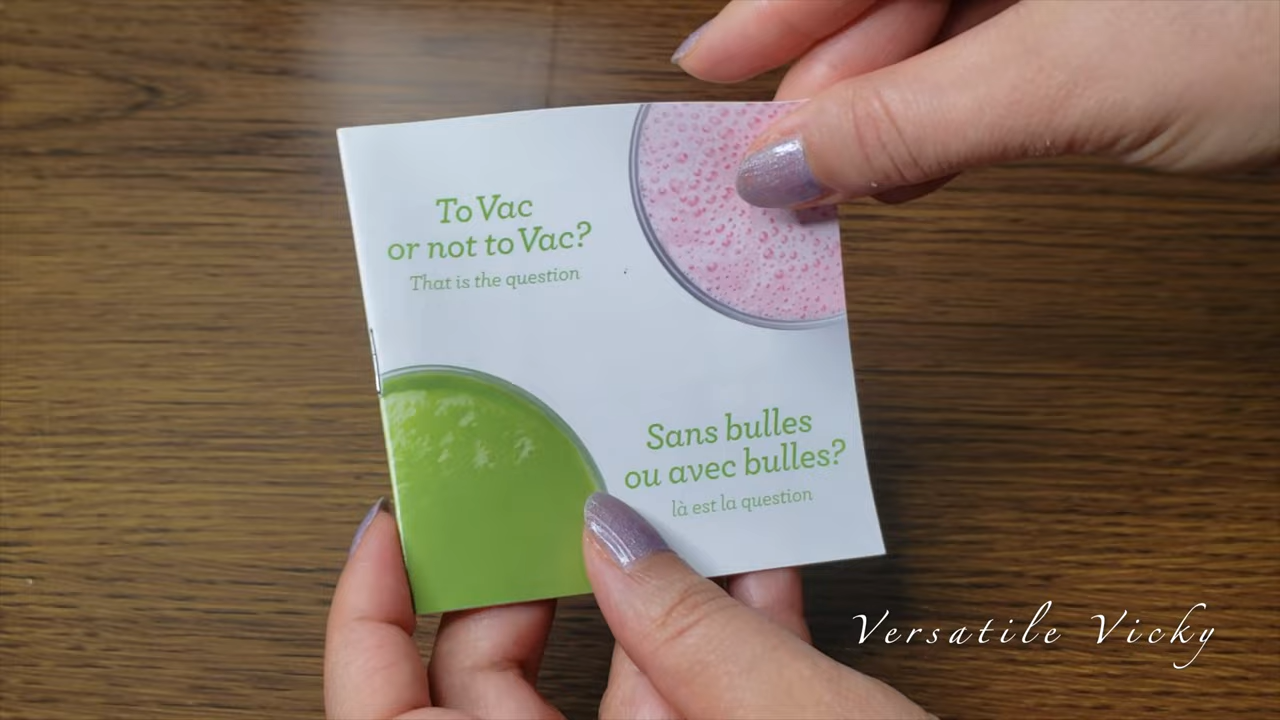 To Vac
or not to Vac?
That is the question
Sans bulles
ou avec bulles?
là est la question
Versatile Vicky